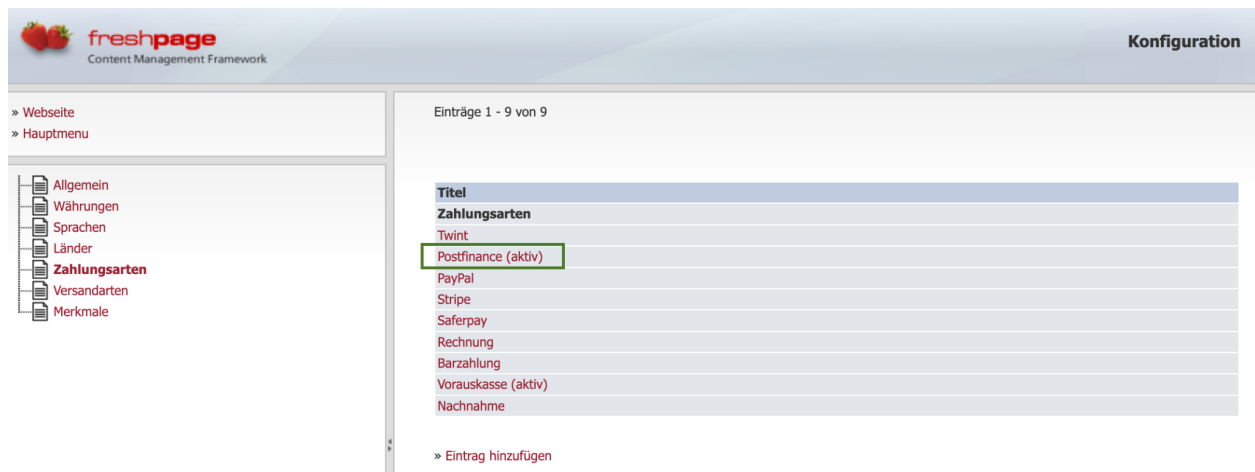 freshpage
Content Management Framework
Konfiguration
» Webseite
» Hauptmenu
Allgemein
Währungen
Sprachen
Länder
Zahlungsarten
Versandarten
Merkmale
Einträge 1 - 9 von 9
Titel
Zahlungsarten
Twint
Postfinance (aktiv)
PayPal
Stripe
Saferpay
Rechnung
Barzahlung
Vorauskasse (aktiv)
Nachnahme
» Eintrag hinzufügen